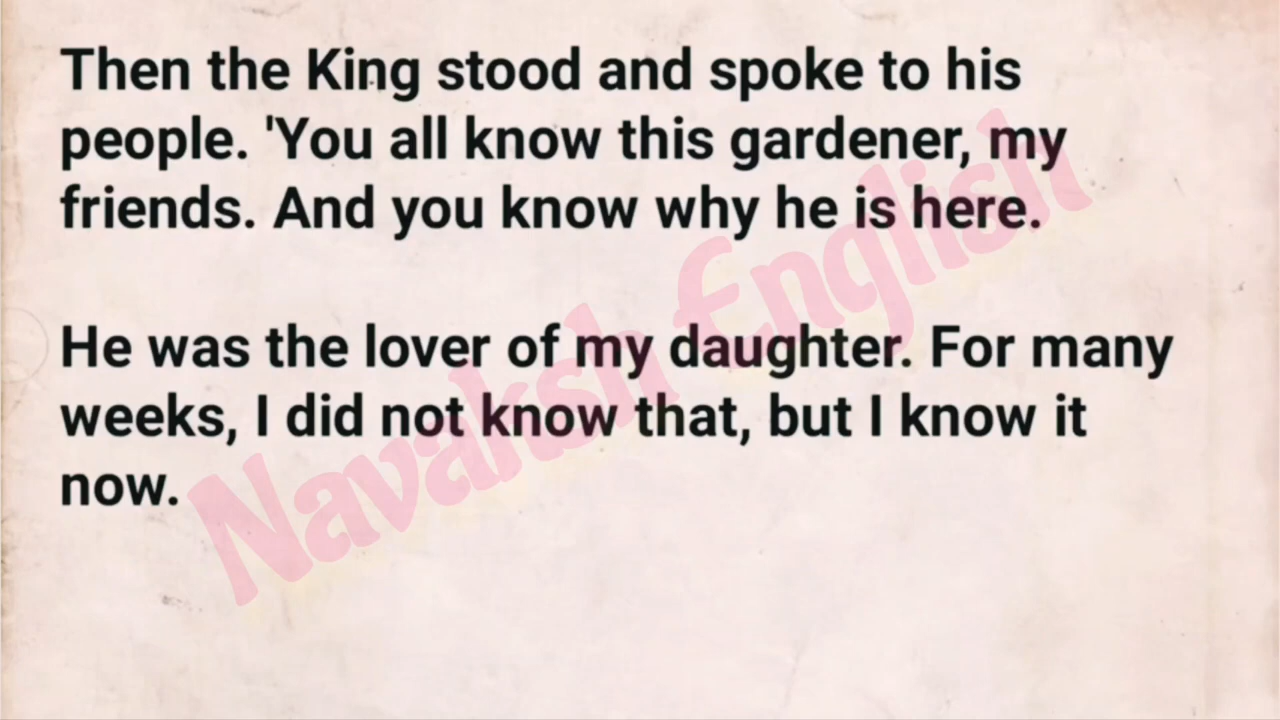 Then the King stood and spoke to his
people. 'You all know this gardener, my
friends. And you know why he is here.
He was the lover of my daughter. For many
weeks, I did not know that, but I know it
now.
Navaksh English